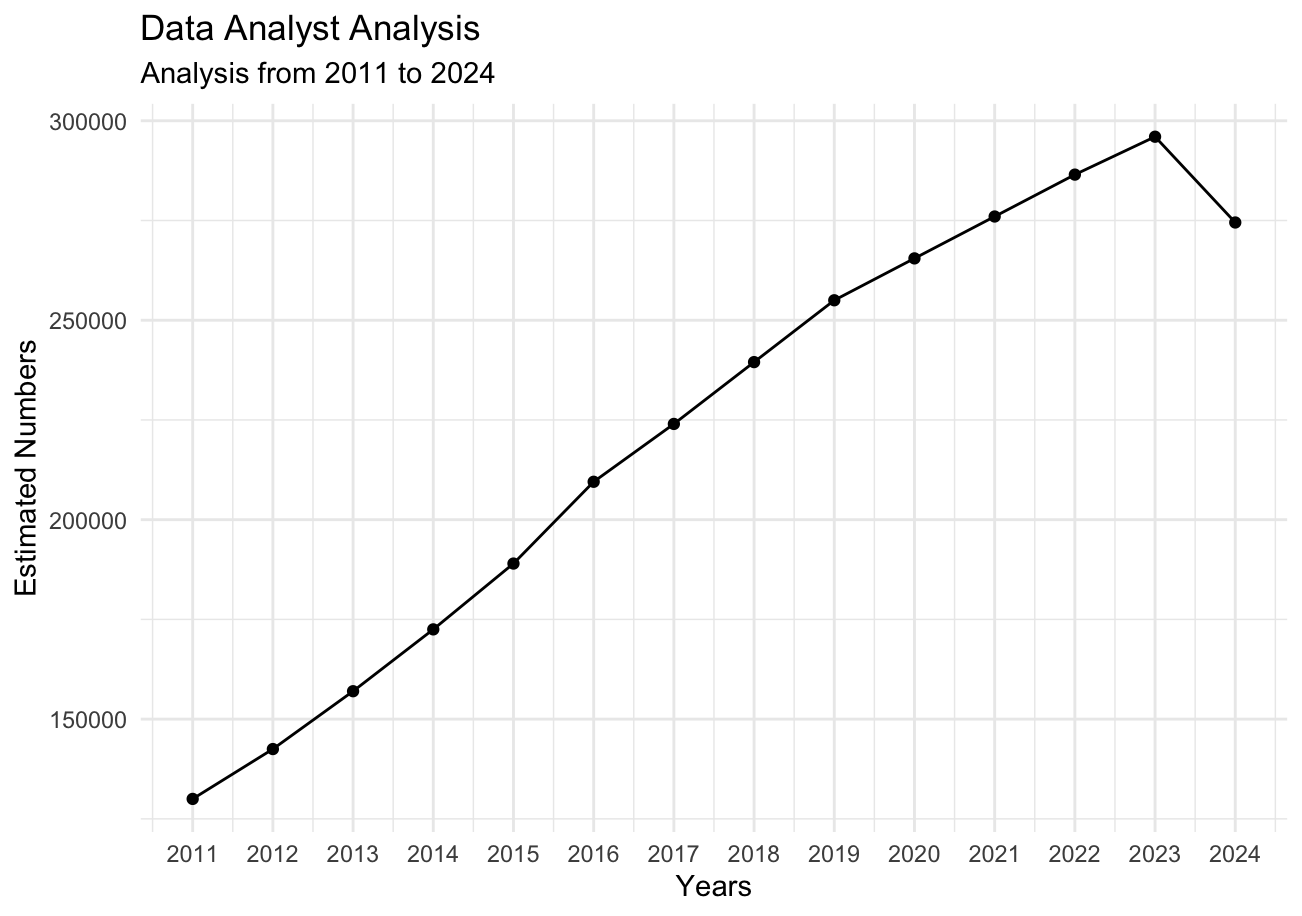 Data Analyst Analysis
Analysis from 2011 to 2024
300000
250000
200000
150000
Estimated Numbers
2011 2012 2013 2014 2015 2016 2017 2018 2019 2020 2021 2022 2023 2024
Years